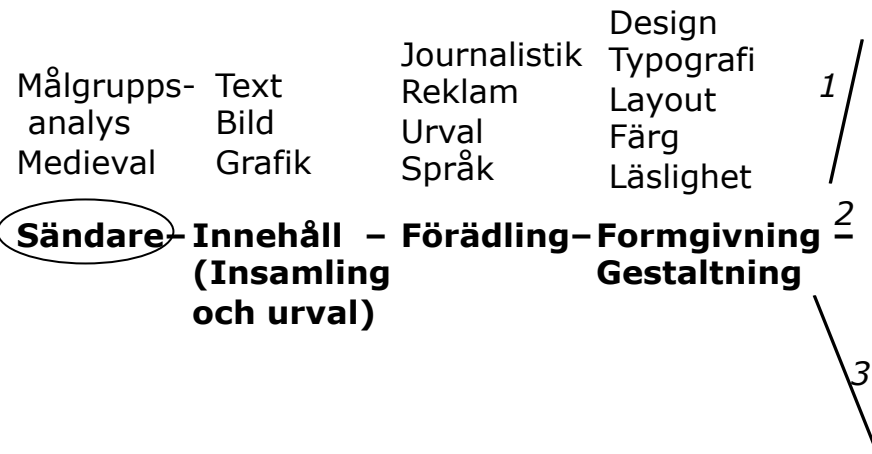 Målgrupps-
analys
Medieval
Text
Bild
Grafik
Journalistik
Reklam
Urval
Språk
Design
Typografi
Layout
Färg
Läslighet
1
Sändare – Innehåll – Förädling – Formgivning –
2
(Insamling
och urval)
Gestaltning
3